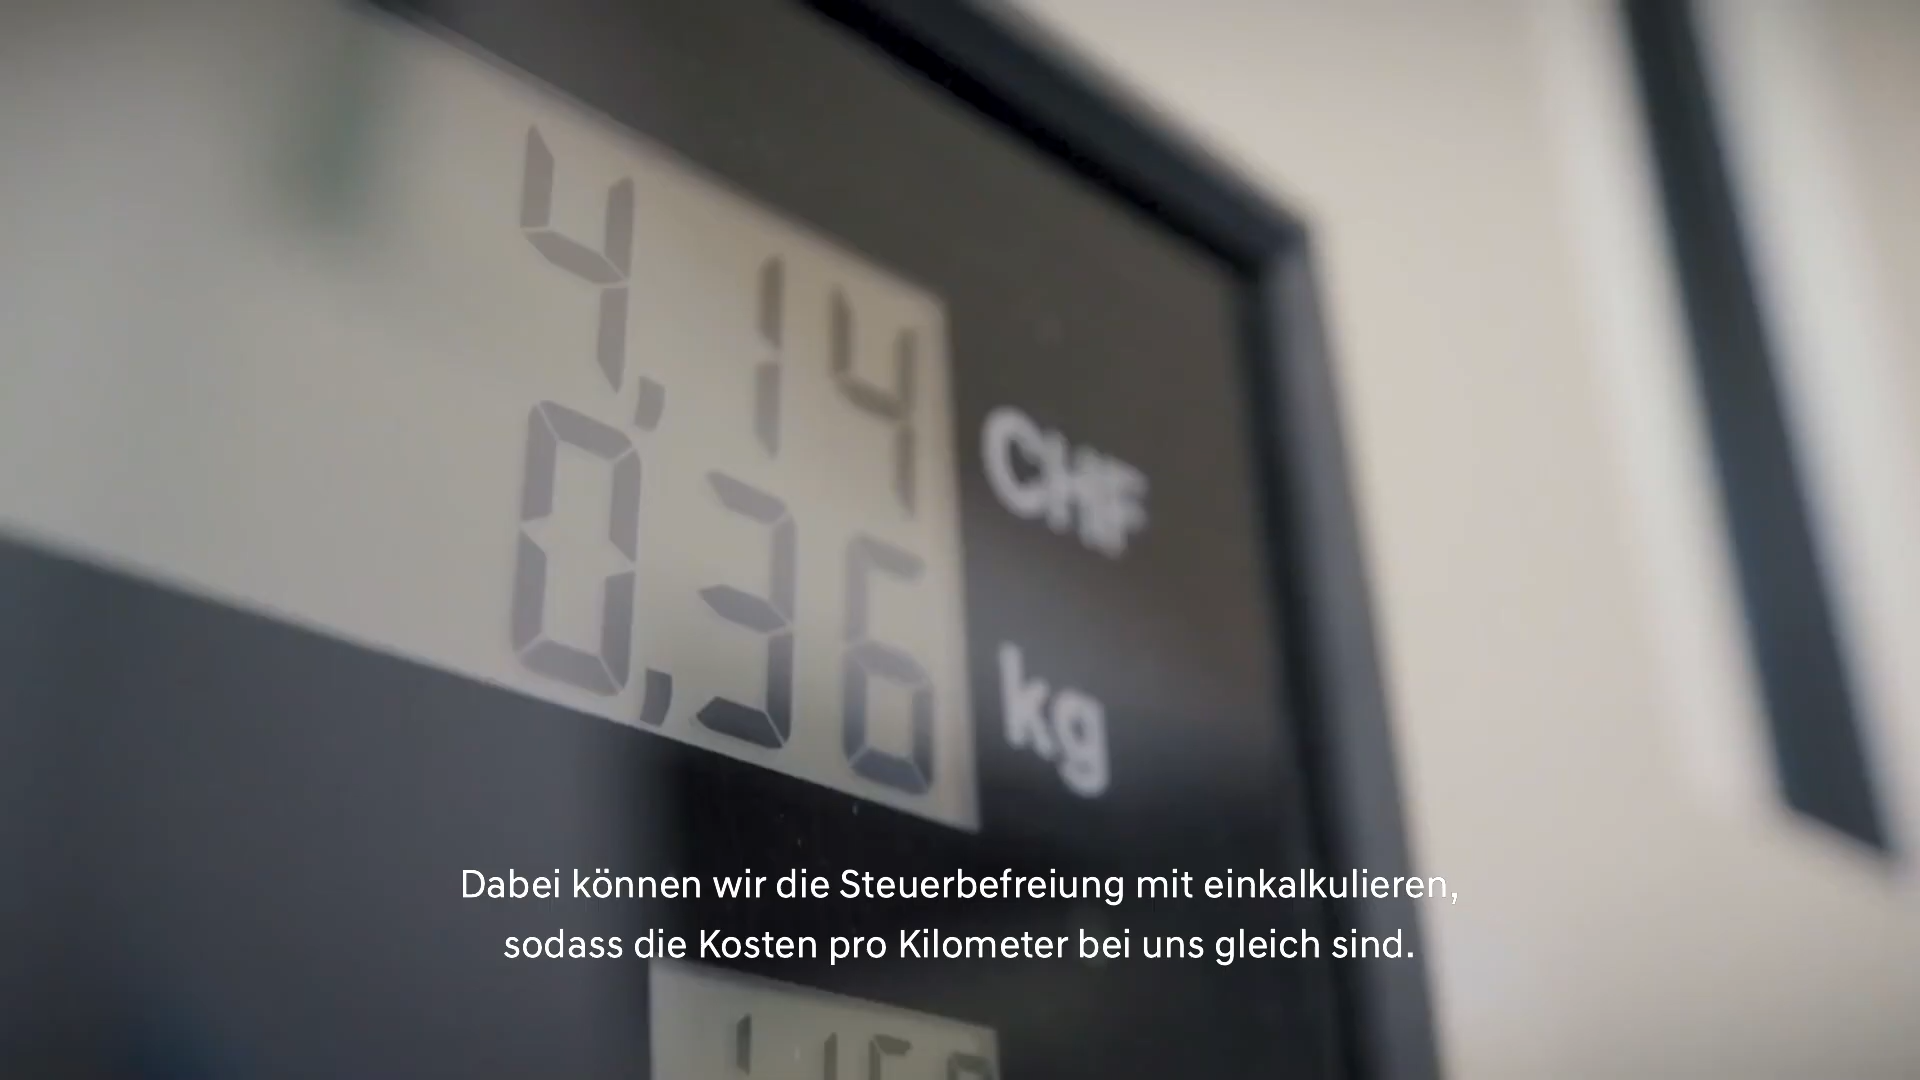 4,14 CHF
0,36 kg
Dabei können wir die Steuerbefreiung mit einkalkulieren,
sodass die Kosten pro Kilometer bei uns gleich sind.